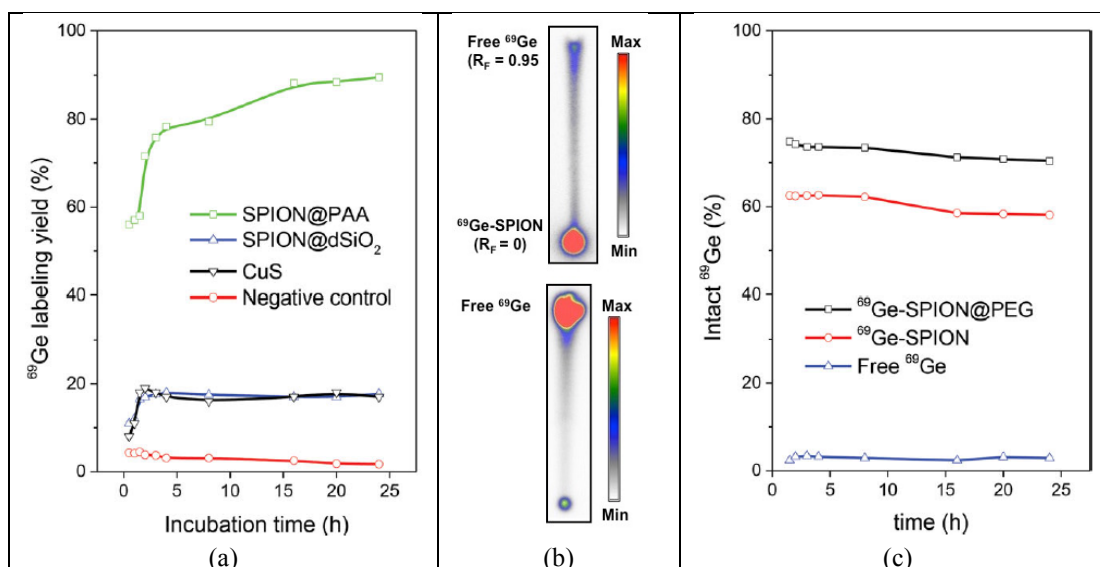 100
80
60
40
20
0
⁶⁹Ge labeling yield (%)
SPION@PAA
SPION@dSiO₂
CuS
Negative control
0 5 10 15 20 25
Incubation time (h)
(a)
Free ⁶⁹Ge
(R_F = 0.95
Max
⁶⁹Ge-SPION
(R_F = 0)
Min
Free ⁶⁹Ge
Max
Min
(b)
100
80
60
40
20
0
Intact ⁶⁹Ge (%)
⁶⁹Ge-SPION@PEG
⁶⁹Ge-SPION
Free ⁶⁹Ge
0 5 10 15 20 25
time (h)
(c)